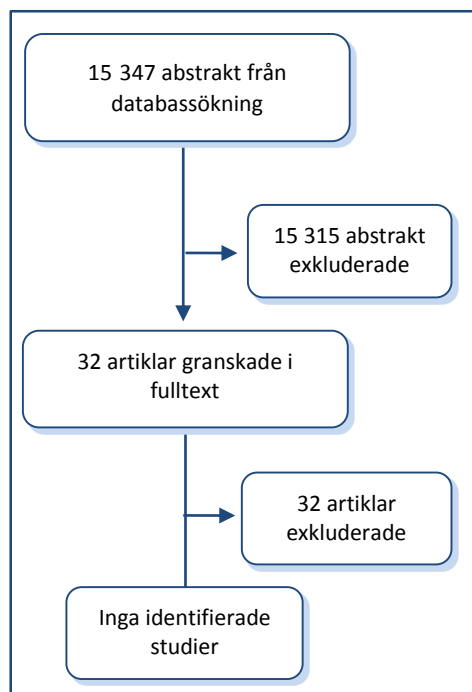 15 347 abstrakt från
databassökning
15 315 abstrakt
exkluderade
32 artiklar granskade i
fulltext
32 artiklar
exkluderade
Inga identifierade
studier